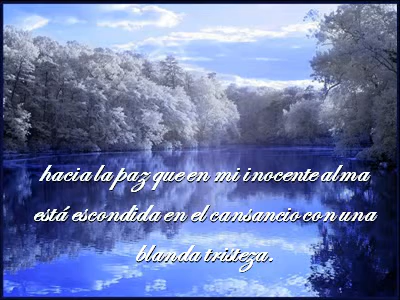 hacia la paz que en mi inocente alma
está escondida en el cansancio con una
blanda tristeza.